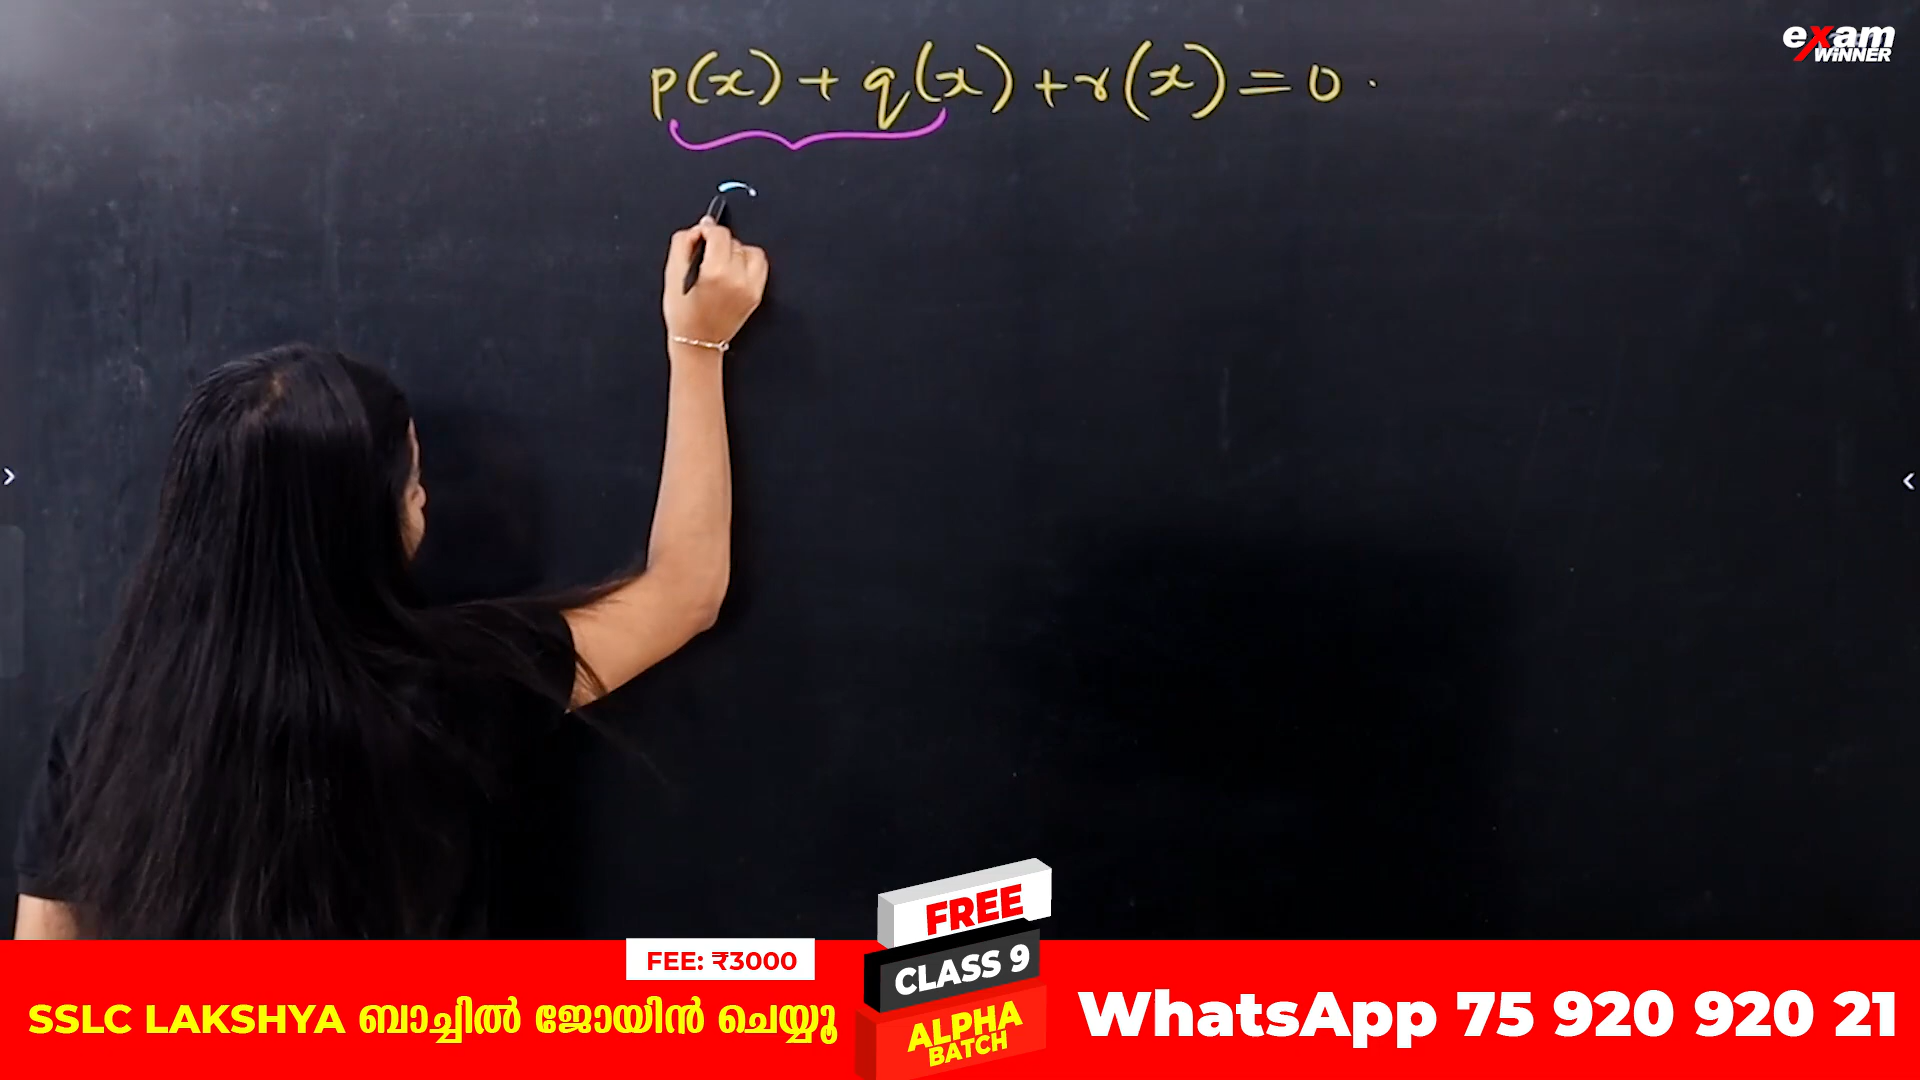 p(x) + q(x) + r(x) = 0.
exam
WINNER
FEE: ₹3000
SSLC LAKSHYA ബാച്ചിൽ ജോയിൻ ചെയ്യൂ
FREE
CLASS 9
ALPHA
BATCH
WhatsApp 75 920 920 21